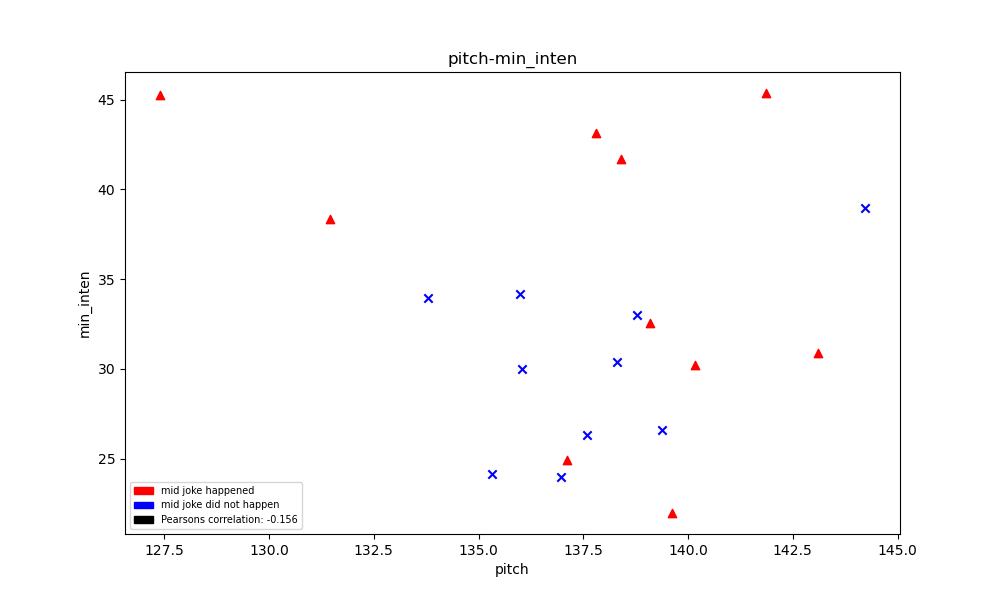 pitch-min_inten
min_inten
45
40
35
30
25
mid joke happened
mid joke did not happen
Pearsons correlation: -0.156
127.5 130.0 132.5 135.0 137.5 140.0 142.5 145.0
pitch